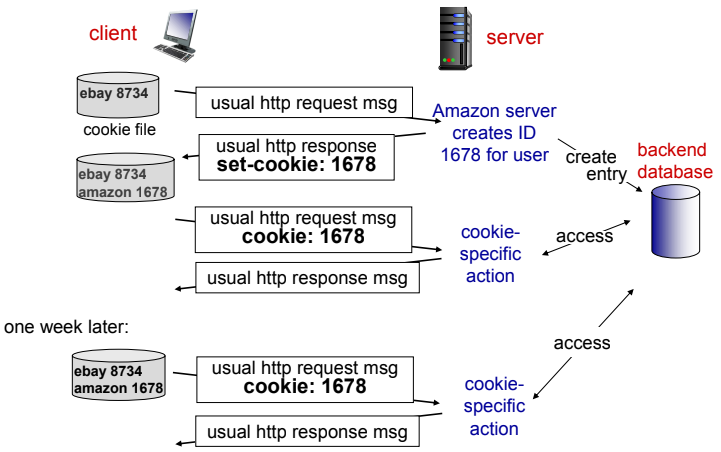 client
server
ebay 8734
cookie file
usual http request msg
Amazon server
creates ID
1678 for user
usual http response
set-cookie: 1678
create
entry
backend
database
ebay 8734
amazon 1678
usual http request msg
cookie: 1678
cookie-
specific
action
access
usual http response msg
one week later:
access
ebay 8734
amazon 1678
usual http request msg
cookie: 1678
cookie-
specific
action
usual http response msg